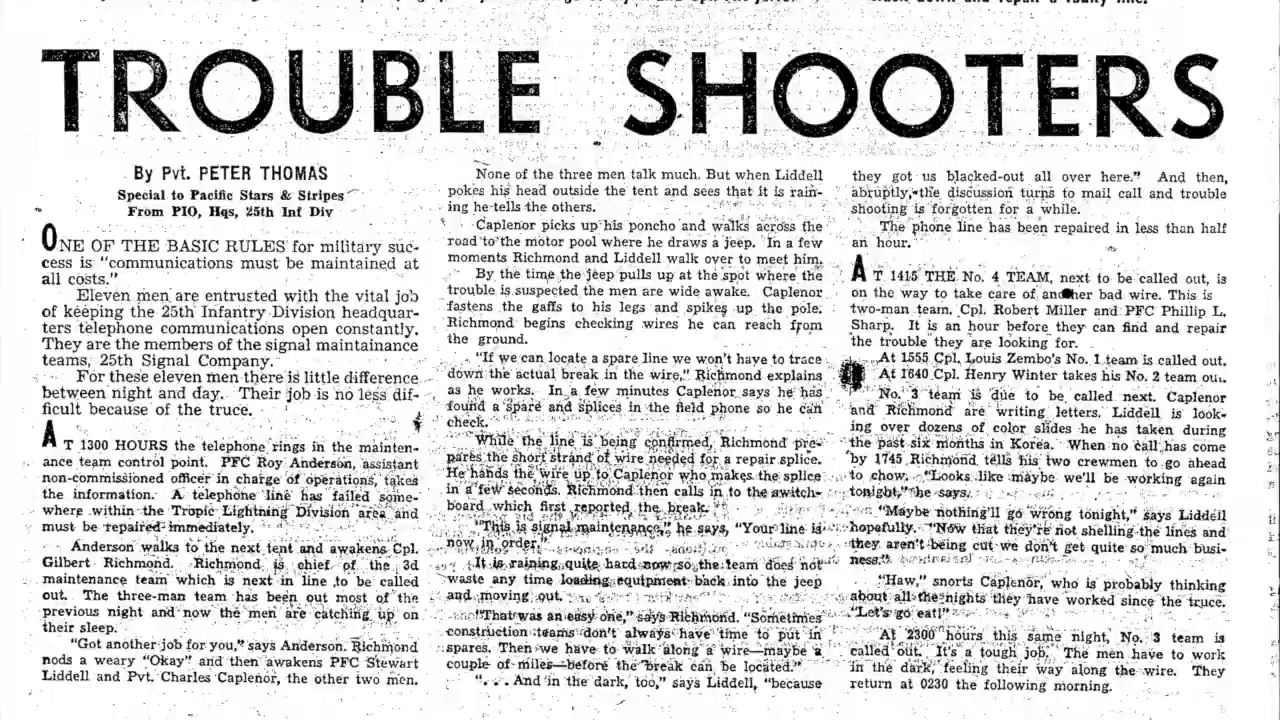 TROUBLE SHOOTERS
By Pvt. PETER THOMAS
Special to Pacific Stars & Stripes
From PIO, Hqs, 25th Inf Div
ONE OF THE BASIC RULES for military suc-
cess is "communications must be maintained at
all costs."
Eleven men are entrusted with the vital job
of keeping the 25th Infantry Division headquar-
ters telephone communications open constantly.
They are the members of the signal maintainance
teams, 25th Signal Company.
For these eleven men there is little difference
between night and day. Their job is no less dif-
ficult because of the truce.
AT 1300 HOURS the telephone rings in the mainten-
ance team control point. PFC Roy Anderson, assistant
non-commissioned officer in charge of operations, takes
the information. A telephone line has failed some-
where within the Tropic Lightning Division area and
must be repaired immediately.
Anderson walks to the next tent and awakens Cpl.
Gilbert Richmond. Richmond is chief of the 3d
maintenance team which is next in line to be called
out. The three-man team has been out most of the
previous night and now the men are catching up on
their sleep.
"Got another job for you," says Anderson. Richmond
nods a weary "Okay" and then awakens PFC Stewart
Liddell and Pvt. Charles Caplenor, the other two men.
None of the three men talk much. But when Liddell
pokes his head outside the tent and sees that it is rain-
ing he tells the others.
Caplenor picks up his poncho and walks across the
road to the motor pool where he draws a jeep. In a few
moments Richmond and Liddell walk over to meet him.
By the time the jeep pulls up at the spot where the
trouble is suspected the men are wide awake. Caplenor
fastens the gaffs to his legs and spikes up the pole.
Richmond begins checking wires he can reach from
the ground.
"If we can locate a spare line we won't have to trace
down the actual break in the wire," Richmond explains
as he works. In a few minutes Caplenor says he has
found a spare and splices in the field phone so he can
check.
While the line is being confirmed, Richmond pre-
pares the short strand of wire needed for a repair splice.
He hands the wire up to Caplenor who makes the splice
in a few seconds. Richmond then calls in to the switch-
board which first reported the break.
"This is signal maintenance," he says, "Your line is
now in order."
It is raining quite hard now so the team does not
waste any time loading equipment back into the jeep
and moving out.
"That was an easy one," says Richmond. "Sometimes
construction teams don't always have time to put in
spares. Then we have to walk along a wire—maybe a
couple of miles—before the break can be located."
". . . And in the dark, too," says Liddell, "because
they got us blacked-out all over here." And then,
abruptly, the discussion turns to mail call and trouble
shooting is forgotten for a while.
The phone line has been repaired in less than half
an hour.
AT 1415 THE No. 4 TEAM, next to be called out, is
on the way to take care of another bad wire. This is
two-man team. Cpl. Robert Miller and PFC Phillip L.
Sharp. It is an hour before they can find and repair
the trouble they are looking for.
At 1555 Cpl. Louis Zembo's No. 1 team is called out.
At 1640 Cpl. Henry Winter takes his No. 2 team out.
No. 3 team is due to be called next. Caplenor
and Richmond are writing letters. Liddell is look-
ing over dozens of color slides he has taken during
the past six months in Korea. When no call has come
by 1745 Richmond tells his two crewmen to go ahead
to chow. "Looks like maybe we'll be working again
tonight," he says.
"Maybe nothing'll go wrong tonight," says Liddell
hopefully. "Now that they're not shelling the lines and
they aren't being cut we don't get quite so much busi-
ness."
"Haw," snorts Caplenor, who is probably thinking
about all the nights they have worked since the truce.
"Let's go eat!"
At 2300 hours this same night, No. 3 team is
called out. It's a tough job. The men have to work
in the dark, feeling their way along the wire. They
return at 0230 the following morning.